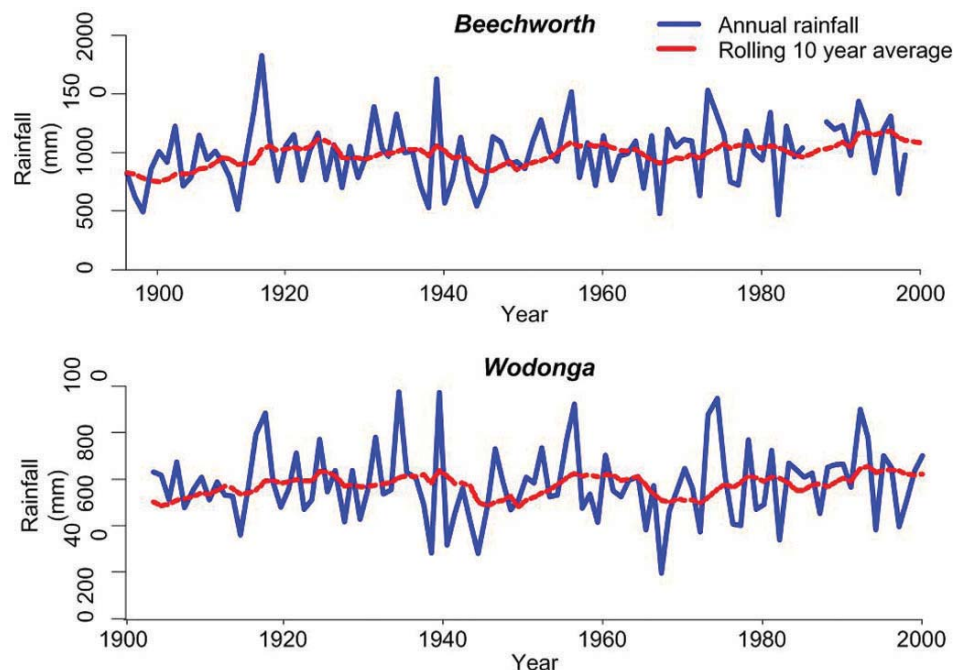 Beechworth
Annual rainfall
Rolling 10 year average
Rainfall
(mm)
2000
150
0
1000
500
0
1900 1920 1940 1960 1980 2000
Year
Wodonga
Rainfall
(mm)
100
0
800
600
40
0
200
0
1900 1920 1940 1960 1980 2000
Year